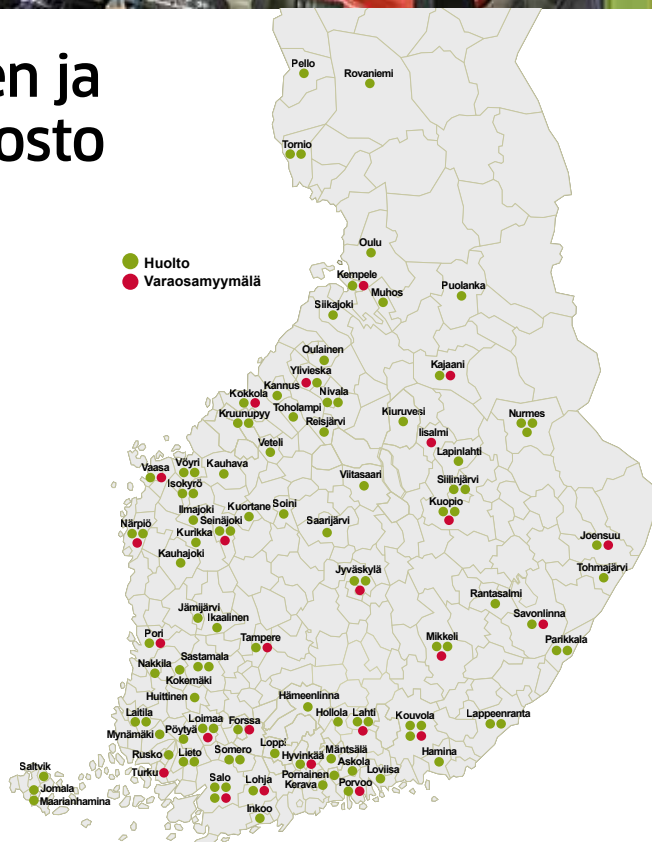 en ja
osto
Huolto
Varaosamyymälä
Pello
Rovaniemi
Tornio
Oulu
Kempele
Muhos
Puolanka
Siikajoki
Oulainen
Ylivieska
Kajaani
Kannus
Nivala
Kokkola
Toholampi
Kruunupyy
Reisjärvi
Kiuruvesi
Nurmes
Iisalmi
Veteli
Lapinlahti
Vöyri
Kauhava
Vaasa
Isokyrö
Viitasaari
Siilinjärvi
Kuopio
Ilmajoki
Kuortane
Soini
Närpiö
Seinäjoki
Saarijärvi
Kurikka
Joensuu
Kauhajoki
Tohmajärvi
Jyväskylä
Rantasalmi
Jämijärvi
Ikaalinen
Savonlinna
Pori
Tampere
Mikkeli
Parikkala
Nakkila
Sastamala
Kokemäki
Huittinen
Hämeenlinna
Laitila
Loimaa
Forssa
Hollola
Lahti
Kouvola
Lappeenranta
Mynämäki
Pöytyä
Loppi
Mäntsälä
Hamina
Rusko
Lieto
Somero
Hyvinkää
Askola
Saltvik
Turku
Pornainen
Loviisa
Salo
Lohja
Kerava
Porvoo
Jomala
Maarianhamina
Inkoo